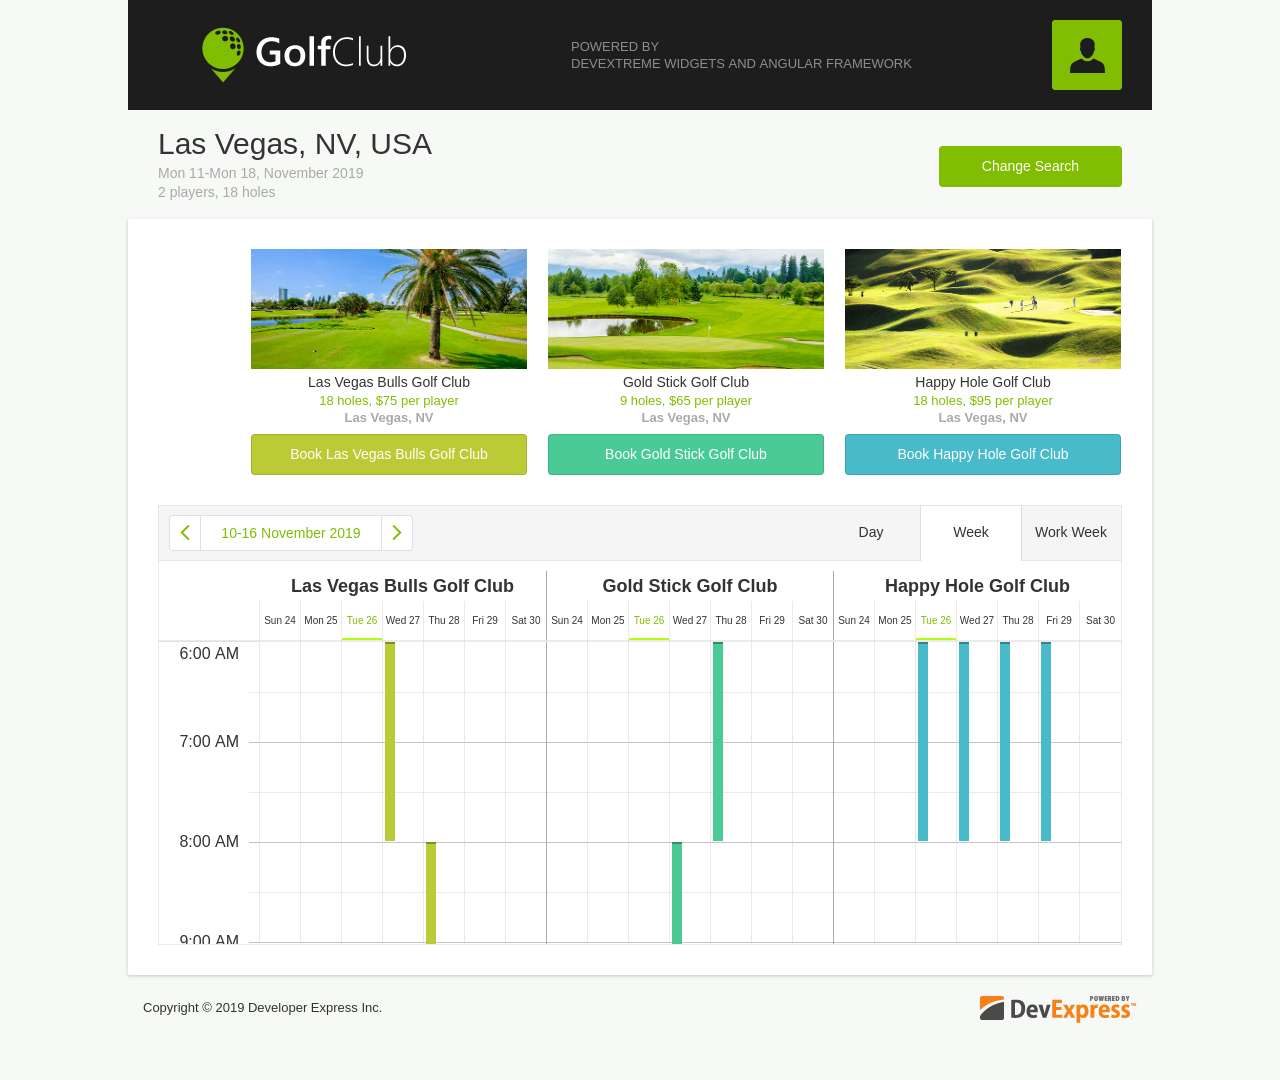 GolfClub
POWERED BY
DEVEXTREME WIDGETS AND ANGULAR FRAMEWORK
Las Vegas, NV, USA
Mon 11-Mon 18, November 2019
2 players, 18 holes
Change Search
Las Vegas Bulls Golf Club
18 holes, $75 per player
Las Vegas, NV
Book Las Vegas Bulls Golf Club
Gold Stick Golf Club
9 holes, $65 per player
Las Vegas, NV
Book Gold Stick Golf Club
Happy Hole Golf Club
18 holes, $95 per player
Las Vegas, NV
Book Happy Hole Golf Club
10-16 November 2019
Day
Week
Work Week
Las Vegas Bulls Golf Club
Gold Stick Golf Club
Happy Hole Golf Club
Sun 24 Mon 25 Tue 26 Wed 27 Thu 28 Fri 29 Sat 30 Sun 24 Mon 25 Tue 26 Wed 27 Thu 28 Fri 29 Sat 30 Sun 24 Mon 25 Tue 26 Wed 27 Thu 28 Fri 29 Sat 30
6:00 AM
7:00 AM
8:00 AM
9:00 AM
Copyright © 2019 Developer Express Inc.
POWERED BY
DevExpress™